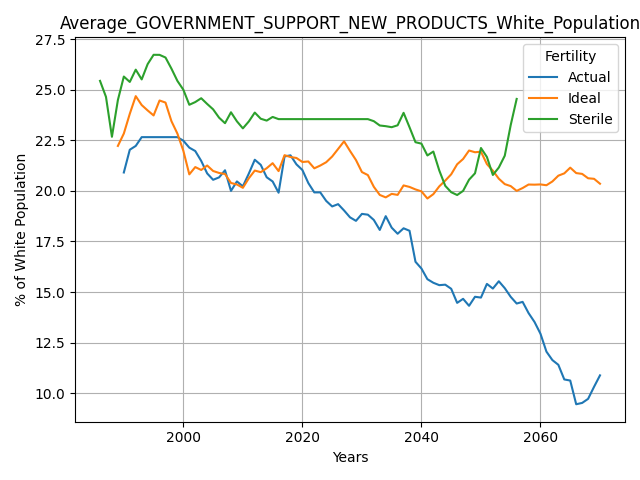 Average_GOVERNMENT_SUPPORT_NEW_PRODUCTS_White_Population
27.5
25.0
22.5
20.0
17.5
15.0
12.5
10.0
% of White Population
Fertility
Actual
Ideal
Sterile
2000
2020
2040
2060
Years